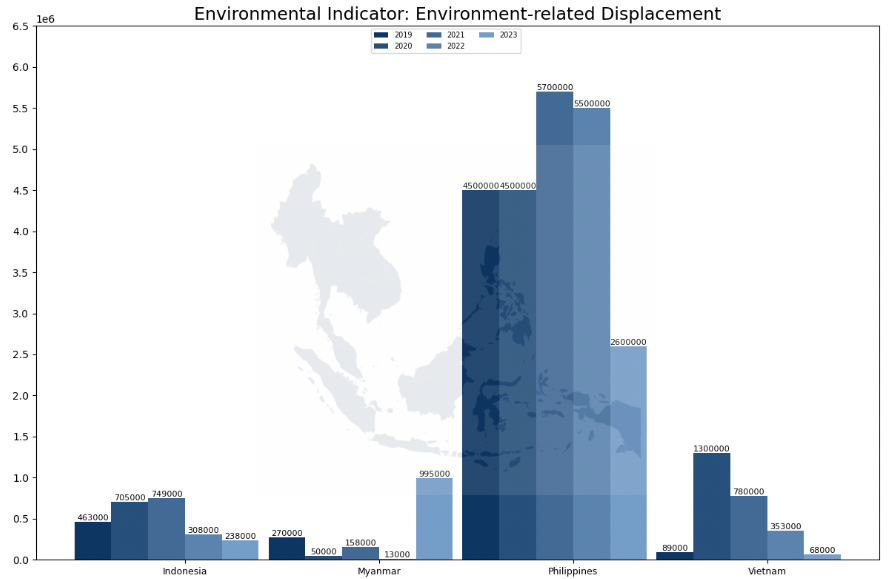 Environmental Indicator: Environment-related Displacement
1e6
2019 2021 2023
2020 2022
6.5
6.0
5.5
5.0
4.5
4.0
3.5
3.0
2.5
2.0
1.5
1.0
0.5
0.0
463000 705000 749000 308000 238000
270000 50000 158000 13000 995000
4500000 4500000 5700000 5500000 2600000
89000 1300000 780000 353000 68000
Indonesia Myanmar Philippines Vietnam